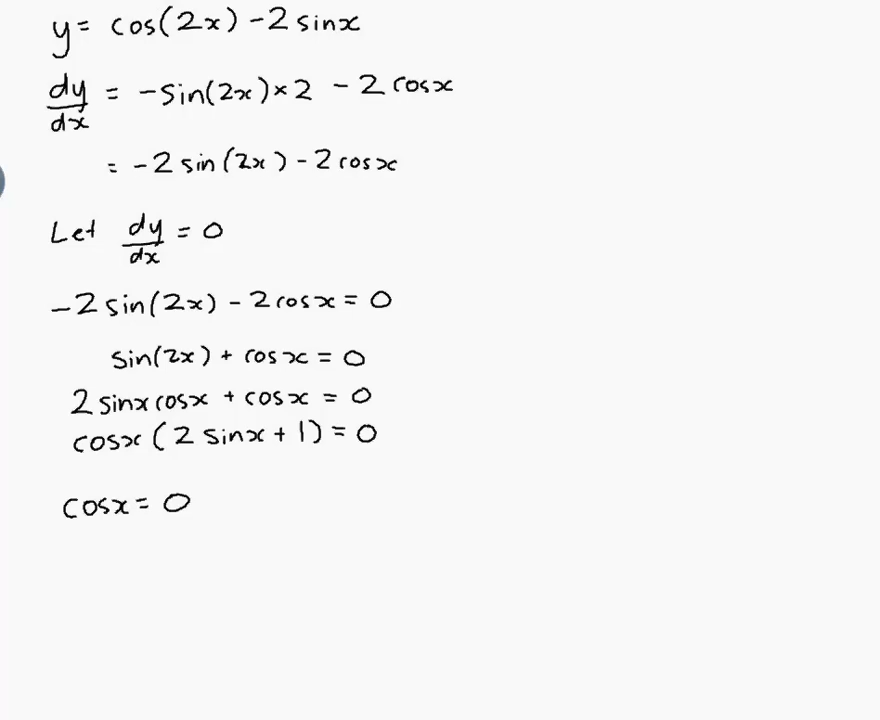 y = cos(2x) - 2 sinx
dy/dx = -sin(2x) × 2 - 2 cosx
= -2 sin(2x) - 2 cosx
Let dy/dx = 0
-2 sin(2x) - 2 cosx = 0
sin(2x) + cosx = 0
2 sinx cosx + cosx = 0
cosx (2 sinx + 1) = 0
cosx = 0